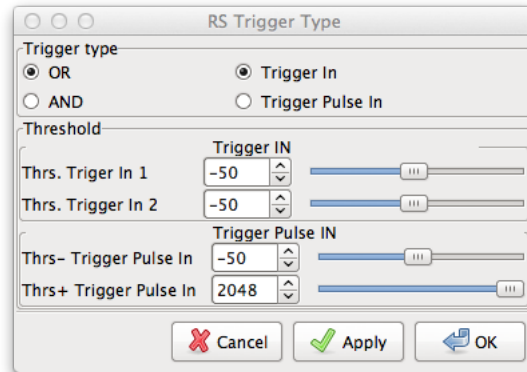 RS Trigger Type
Trigger type
OR Trigger In
AND Trigger Pulse In
Threshold
Trigger IN
Thrs. Triger In 1 -50
Thrs. Trigger In 2 -50
Trigger Pulse IN
Thrs- Trigger Pulse In -50
Thrs+ Trigger Pulse In 2048
Cancel Apply OK